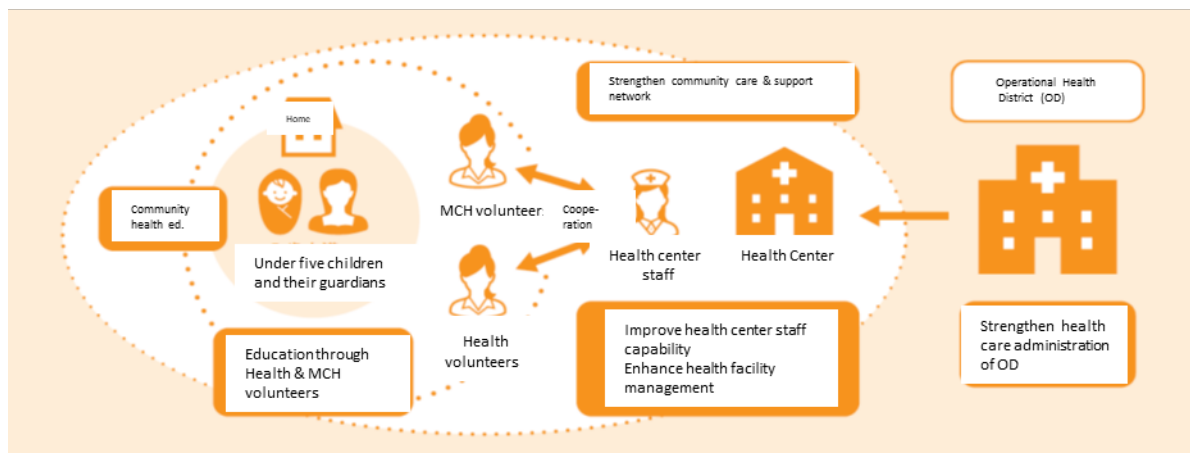 Strengthen community care & support
network
Operational Health
District (OD)
Home
MCH volunteer
Coope-
ration
Community
health ed.
Health center
staff
Health Center
Under five children
and their guardians
Health
volunteers
Education through
Health & MCH
volunteers
Improve health center staff
capability
Enhance health facility
management
Strengthen health
care administration
of OD